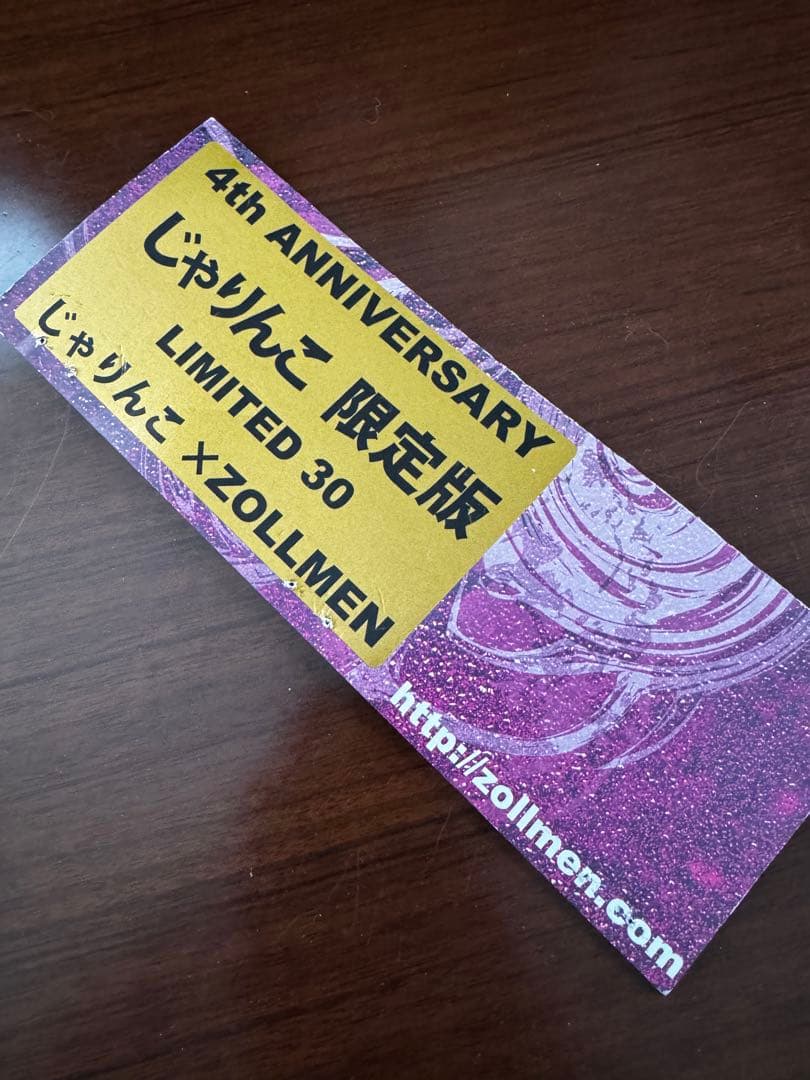 4th ANNIVERSARY
じゃりんこ 限定版
LIMITED 30
じゃりんこ ×ZOLLMEN
http://zollmen.com